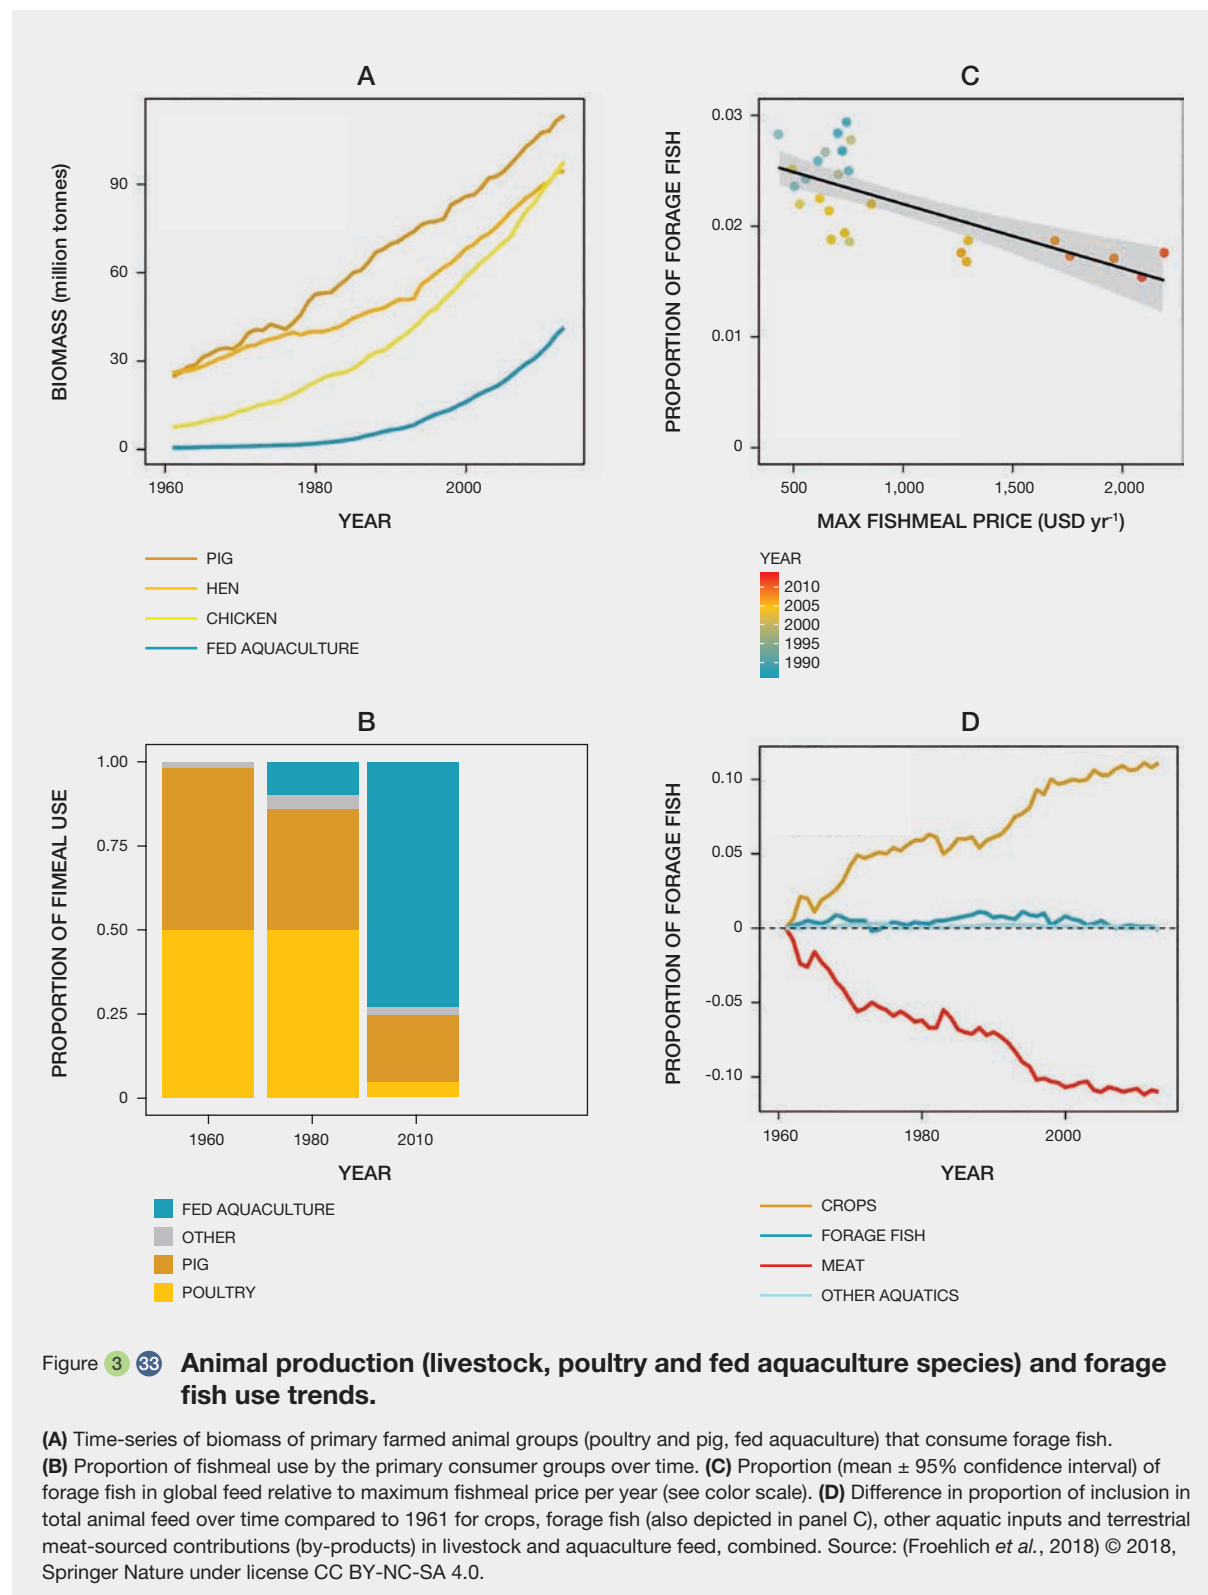 A
BIOMASS (million tonnes)
90
60
30
0
1960
1980
2000
YEAR
PIG
HEN
CHICKEN
FED AQUACULTURE
C
PROPORTION OF FORAGE FISH
0.03
0.02
0.01
0
500
1,000
1,500
2,000
MAX FISHMEAL PRICE (USD yr-1)
YEAR
2010
2005
2000
1995
1990
B
PROPORTION OF FIMEAL USE
1.00
0.75
0.50
0.25
0
1960
1980
2010
YEAR
FED AQUACULTURE
OTHER
PIG
POULTRY
D
PROPORTION OF FORAGE FISH
0.10
0.05
0
-0.05
-0.10
1960
1980
2000
YEAR
CROPS
FORAGE FISH
MEAT
OTHER AQUATICS
Figure 3 33 Animal production (livestock, poultry and fed aquaculture species) and forage
fish use trends.
(A) Time-series of biomass of primary farmed animal groups (poultry and pig, fed aquaculture) that consume forage fish.
(B) Proportion of fishmeal use by the primary consumer groups over time. (C) Proportion (mean ± 95% confidence interval) of
forage fish in global feed relative to maximum fishmeal price per year (see color scale). (D) Difference in proportion of inclusion in
total animal feed over time compared to 1961 for crops, forage fish (also depicted in panel C), other aquatic inputs and terrestrial
meat-sourced contributions (by-products) in livestock and aquaculture feed, combined. Source: (Froehlich et al., 2018) © 2018,
Springer Nature under license CC BY-NC-SA 4.0.